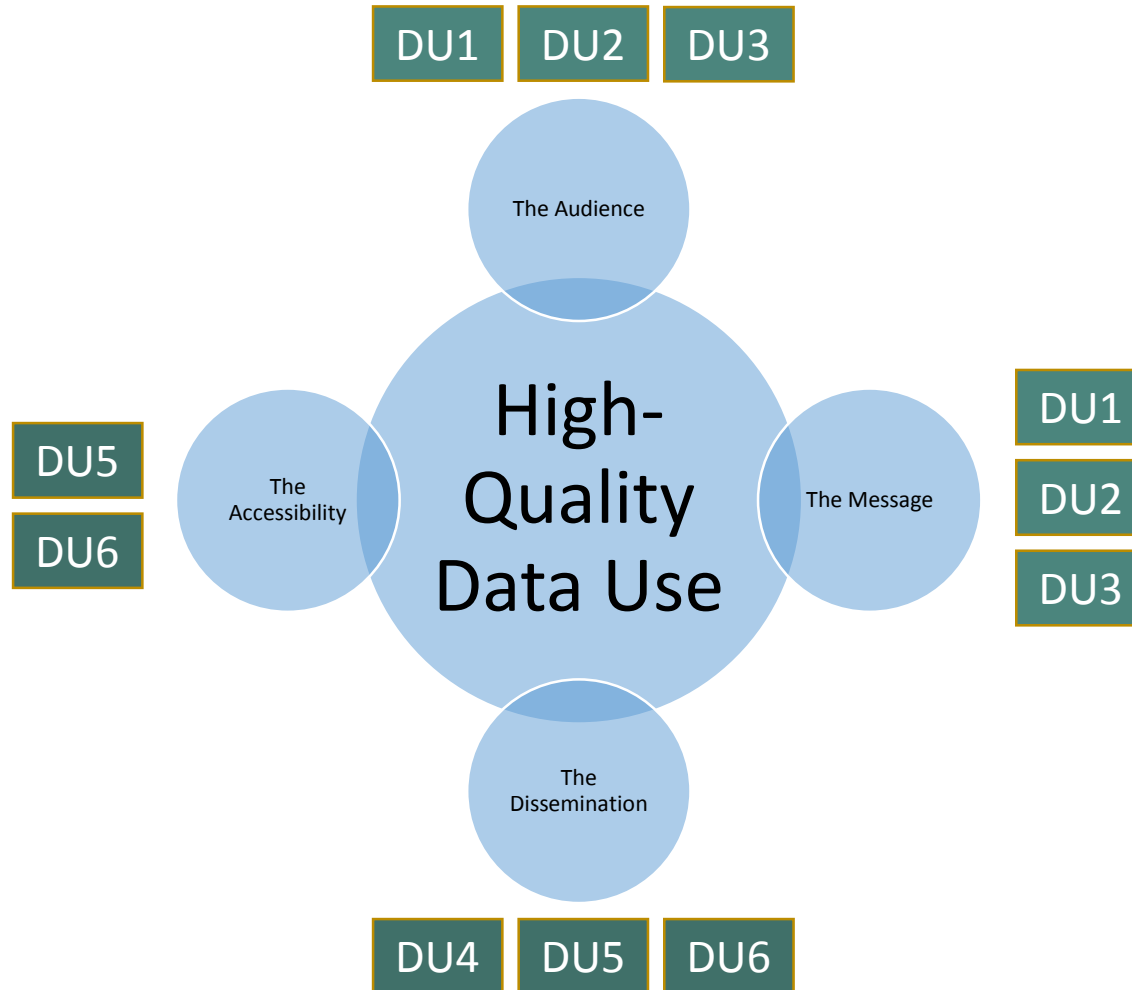 DU1 DU2 DU3
The Audience
High-
Quality
Data Use
The
Accessibility
DU5
DU6
The Message
DU1
DU2
DU3
The
Dissemination
DU4 DU5 DU6